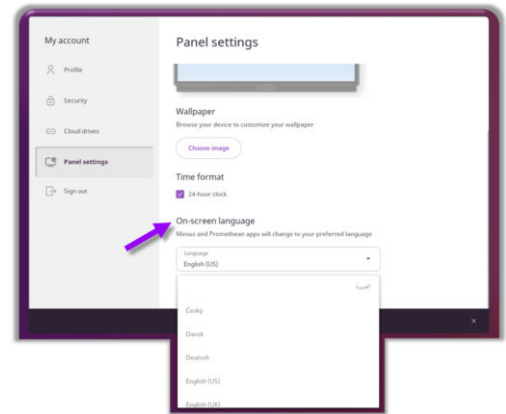 My account
Profile
Security
Cloud drives
Panel settings
Sign out
Panel settings
Wallpaper
Browse your device to customize your wallpaper
Choose image
Time format
24-hour clock
On-screen language
Menus and Promethean apps will change to your preferred language
Language
English (US)
العربية
Český
Dansk
Deutsch
English (US)
English (UK)